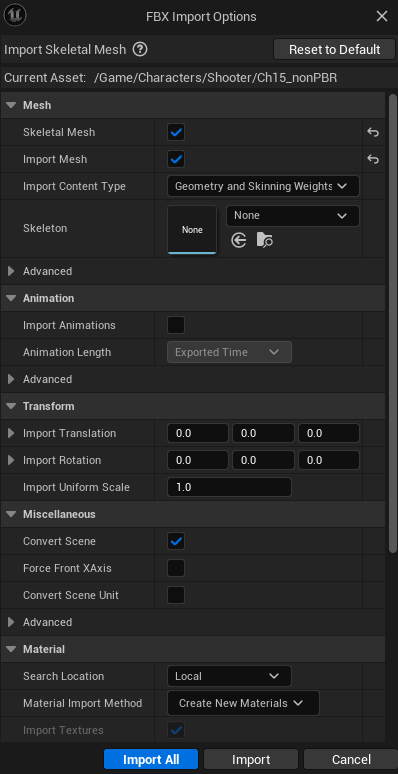 FBX Import Options
Import Skeletal Mesh ? Reset to Default
Current Asset: /Game/Characters/Shooter/Ch15_nonPBR
Mesh
Skeletal Mesh
Import Mesh
Import Content Type Geometry and Skinning Weights
Skeleton None None
Advanced
Animation
Import Animations
Animation Length Exported Time
Advanced
Transform
Import Translation 0.0 0.0 0.0
Import Rotation 0.0 0.0 0.0
Import Uniform Scale 1.0
Miscellaneous
Convert Scene
Force Front XAxis
Convert Scene Unit
Advanced
Material
Search Location Local
Material Import Method Create New Materials
Import Textures
Import All Import Cancel